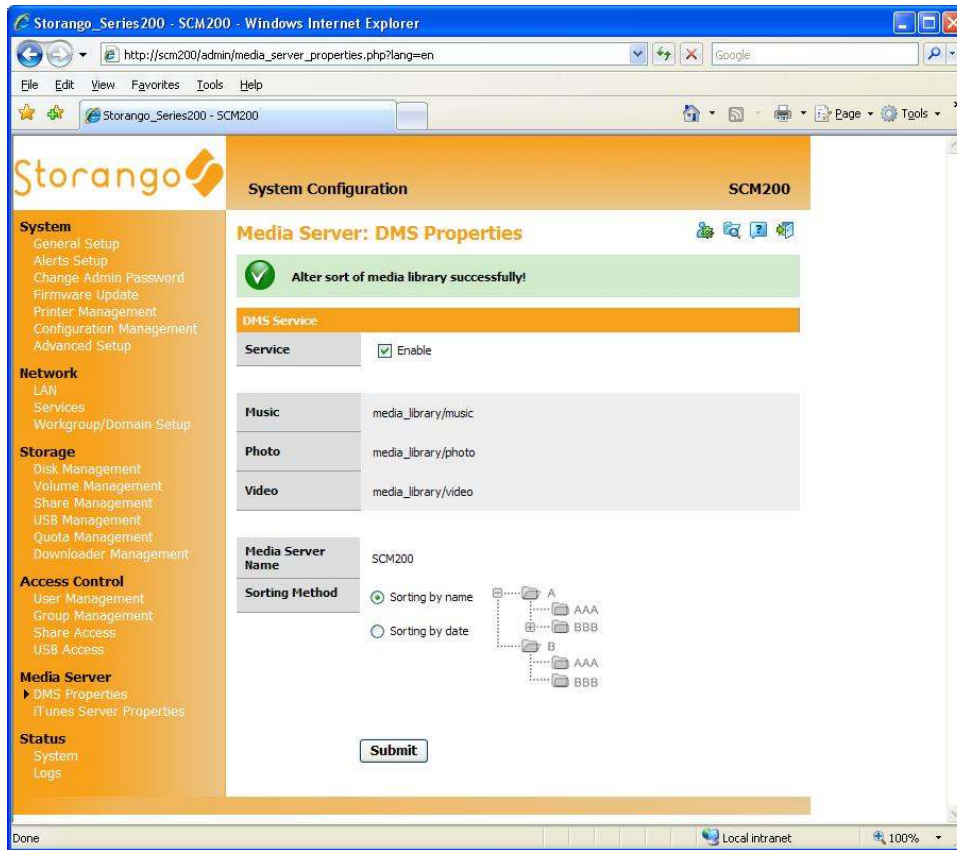 Storango_Series200 - SCM200 - Windows Internet Explorer
http://scm200/admin/media_server_properties.php?lang=en
Google
File Edit View Favorites Tools Help
Storango_Series200 - SCM200
Page Tools
Storango
System Configuration
SCM200
System
General Setup
Alerts Setup
Change Admin Password
Firmware Update
Printer Management
Configuration Management
Advanced Setup
Network
LAN
Services
Workgroup/Domain Setup
Storage
Disk Management
Volume Management
Share Management
USB Management
Quota Management
Downloader Management
Access Control
User Management
Group Management
Share Access
USB Access
Media Server
DMS Properties
iTunes Server Properties
Status
System
Logs
Media Server: DMS Properties
Alter sort of media library successfully!
DMS Service
Service Enable
Music media_library/music
Photo media_library/photo
Video media_library/video
Media Server Name SCM200
Sorting Method
Sorting by name
Sorting by date
A
AAA
BBB
B
AAA
BBB
Submit
Done
Local intranet
100%